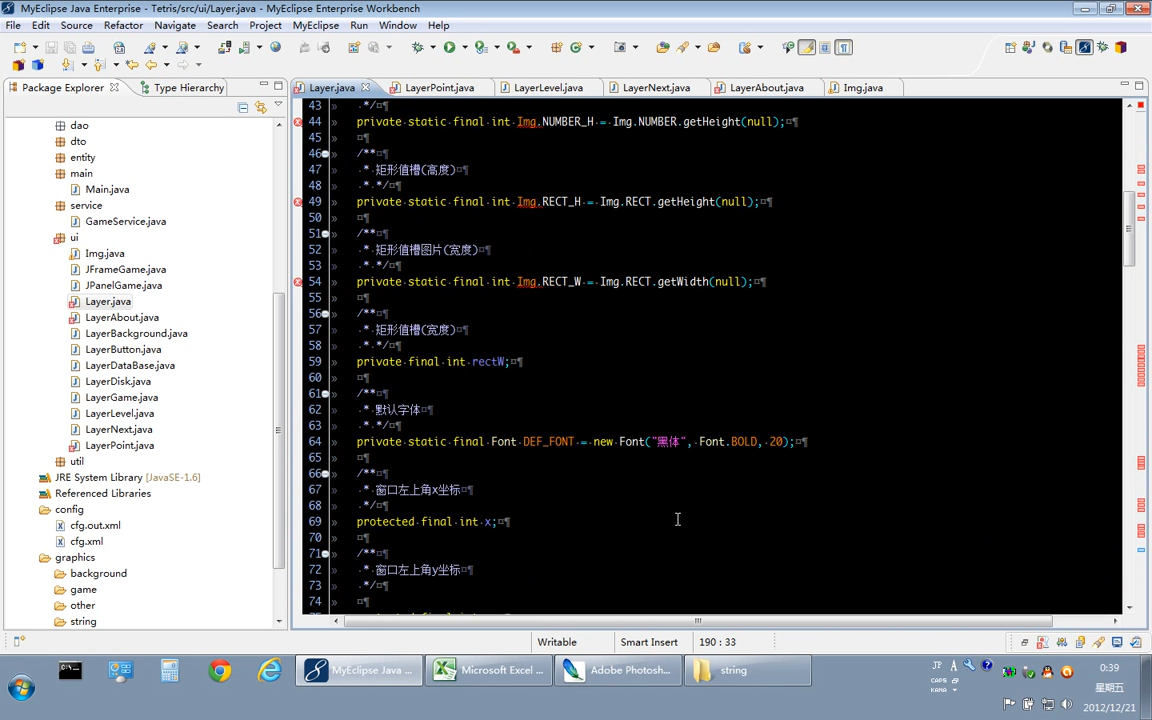 MyEclipse Java Enterprise - Tetris/src/ui/Layer.java - MyEclipse Enterprise Workbench
File Edit Source Refactor Navigate Search Project MyEclipse Run Window Help
Package Explorer Type Hierarchy
Layer.java LayerPoint.java LayerLevel.java LayerNext.java LayerAbout.java Img.java
dao
dto
entity
main
Main.java
service
GameService.java
ui
Img.java
JFrameGame.java
JPanelGame.java
Layer.java
LayerAbout.java
LayerBackground.java
LayerButton.java
LayerDataBase.java
LayerDisk.java
LayerGame.java
LayerLevel.java
LayerNext.java
LayerPoint.java
util
JRE System Library [JavaSE-1.6]
Referenced Libraries
config
cfg.out.xml
cfg.xml
graphics
background
game
other
string
43 */
44 private static final int Img.NUMBER_H = Img.NUMBER.getHeight(null);
45
46 /**
47 * 矩形值槽(高度)
48 * */
49 private static final int Img.RECT_H = Img.RECT.getHeight(null);
50
51 /**
52 * 矩形值槽图片(宽度)
53 * */
54 private static final int Img.RECT_W = Img.RECT.getWidth(null);
55
56 /**
57 * 矩形值槽(宽度)
58 * */
59 private final int rectW;
60
61 /**
62 * 默认字体
63 * */
64 private static final Font DEF_FONT = new Font("黑体", Font.BOLD, 20);
65
66 /**
67 * 窗口左上角x坐标
68 */
69 protected final int x;
70
71 /**
72 * 窗口左上角y坐标
73 */
74
Writable Smart Insert 190 : 33
MyEclipse Java ... Microsoft Excel ... Adobe Photosh... string
JP A
CAPS
KANA
0:39
星期五
2012/12/21